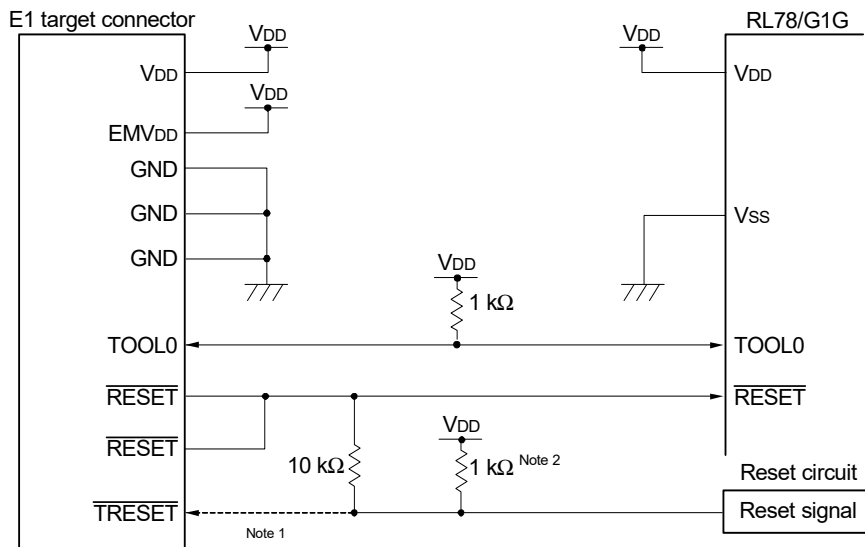 E1 target connector
RL78/G1G
VDD
VDD
VDD
VDD
VDD
EMVDD
GND
GND
GND
VSS
VDD
1 kΩ
TOOL0
TOOL0
RESET
RESET
RESET
VDD
10 kΩ
1 kΩ Note 2
Reset circuit
Reset signal
TRESET
Note 1